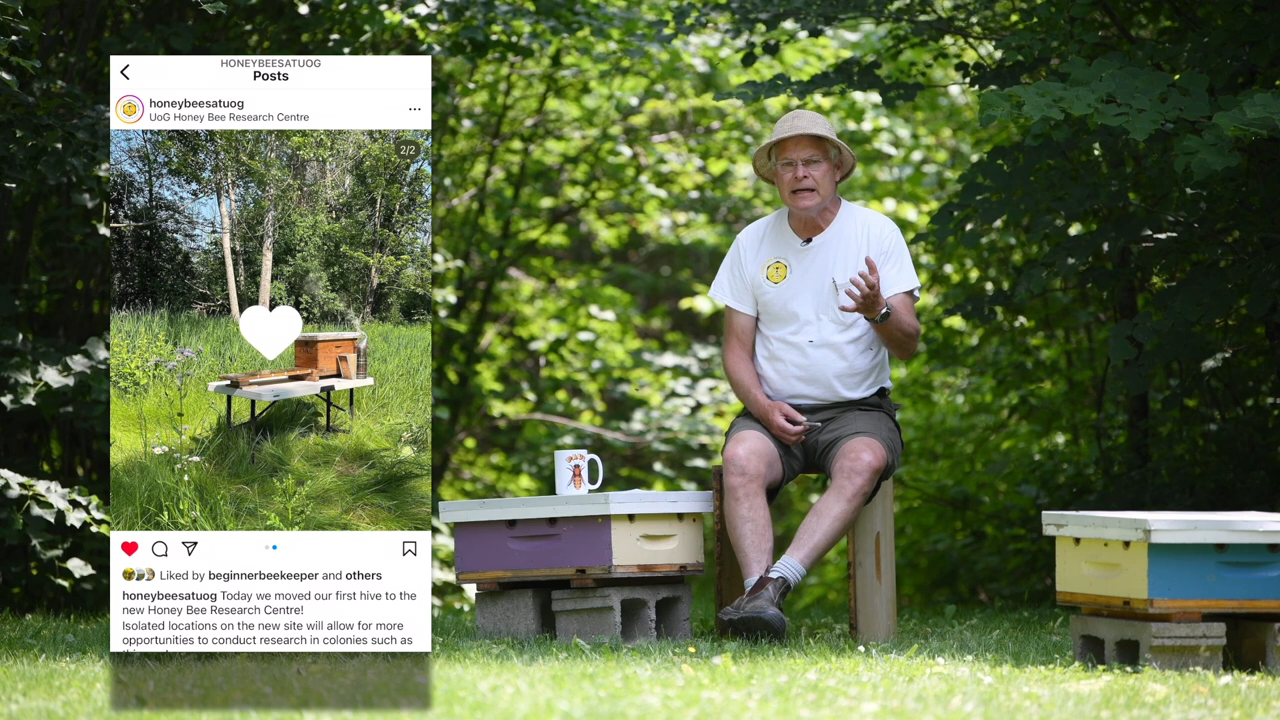 HONEYBEESATUOG
Posts
honeybeesatuog
UoG Honey Bee Research Centre
2/2
Liked by beginnerbeekeeper and others
honeybeesatuog Today we moved our first hive to the
new Honey Bee Research Centre!
Isolated locations on the new site will allow for more
opportunities to conduct research in colonies such as